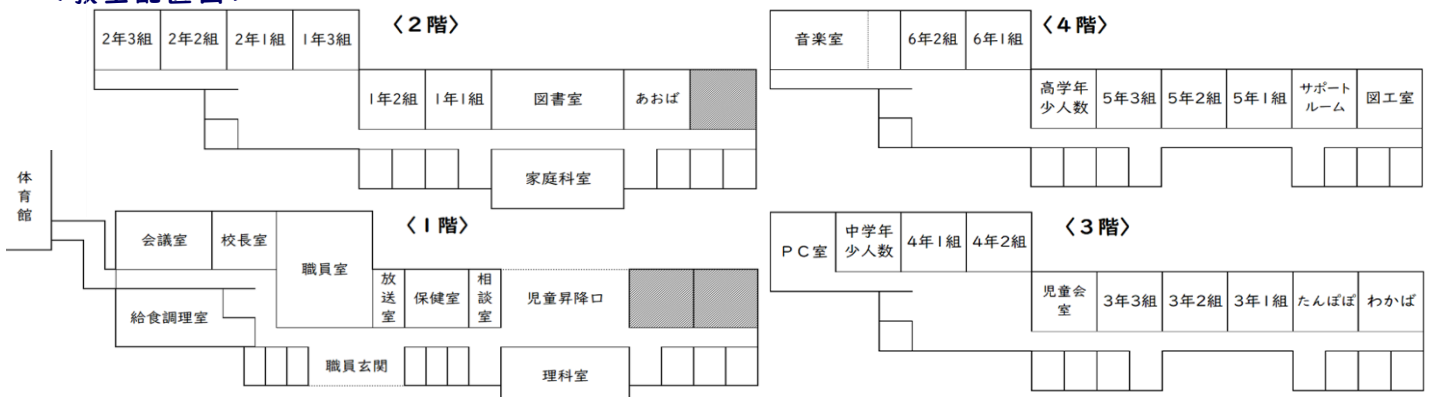 〈2階〉
2年3組 2年2組 2年1組 1年3組
1年2組 1年1組 図書室 あおば
家庭科室
〈4階〉
音楽室 6年2組 6年1組
高学年
少人数
5年3組 5年2組 5年1組
サポート
ルーム
図工室
体育館
〈1階〉
会議室 校長室 職員室
放送室
保健室
相談室
児童昇降口
給食調理室
職員玄関
理科室
〈3階〉
PC室
中学年
少人数
4年1組 4年2組
児童会
室
3年3組 3年2組 3年1組 たんぽぽ わかば